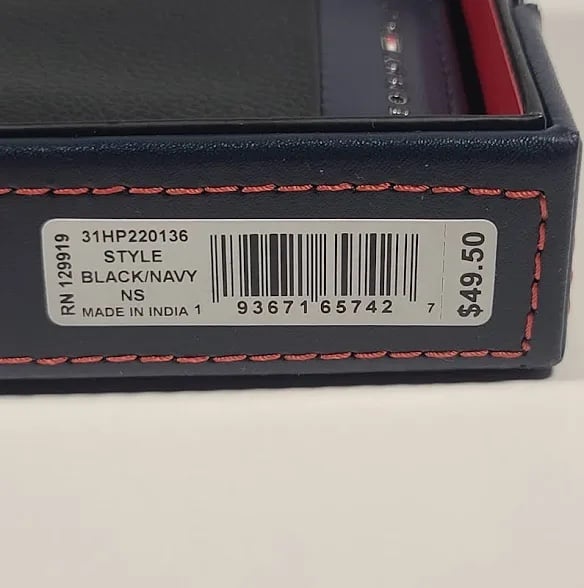 RN 129919
31HP220136
STYLE
BLACK/NAVY
NS
MADE IN INDIA
1 93671 65742 7
$49.50